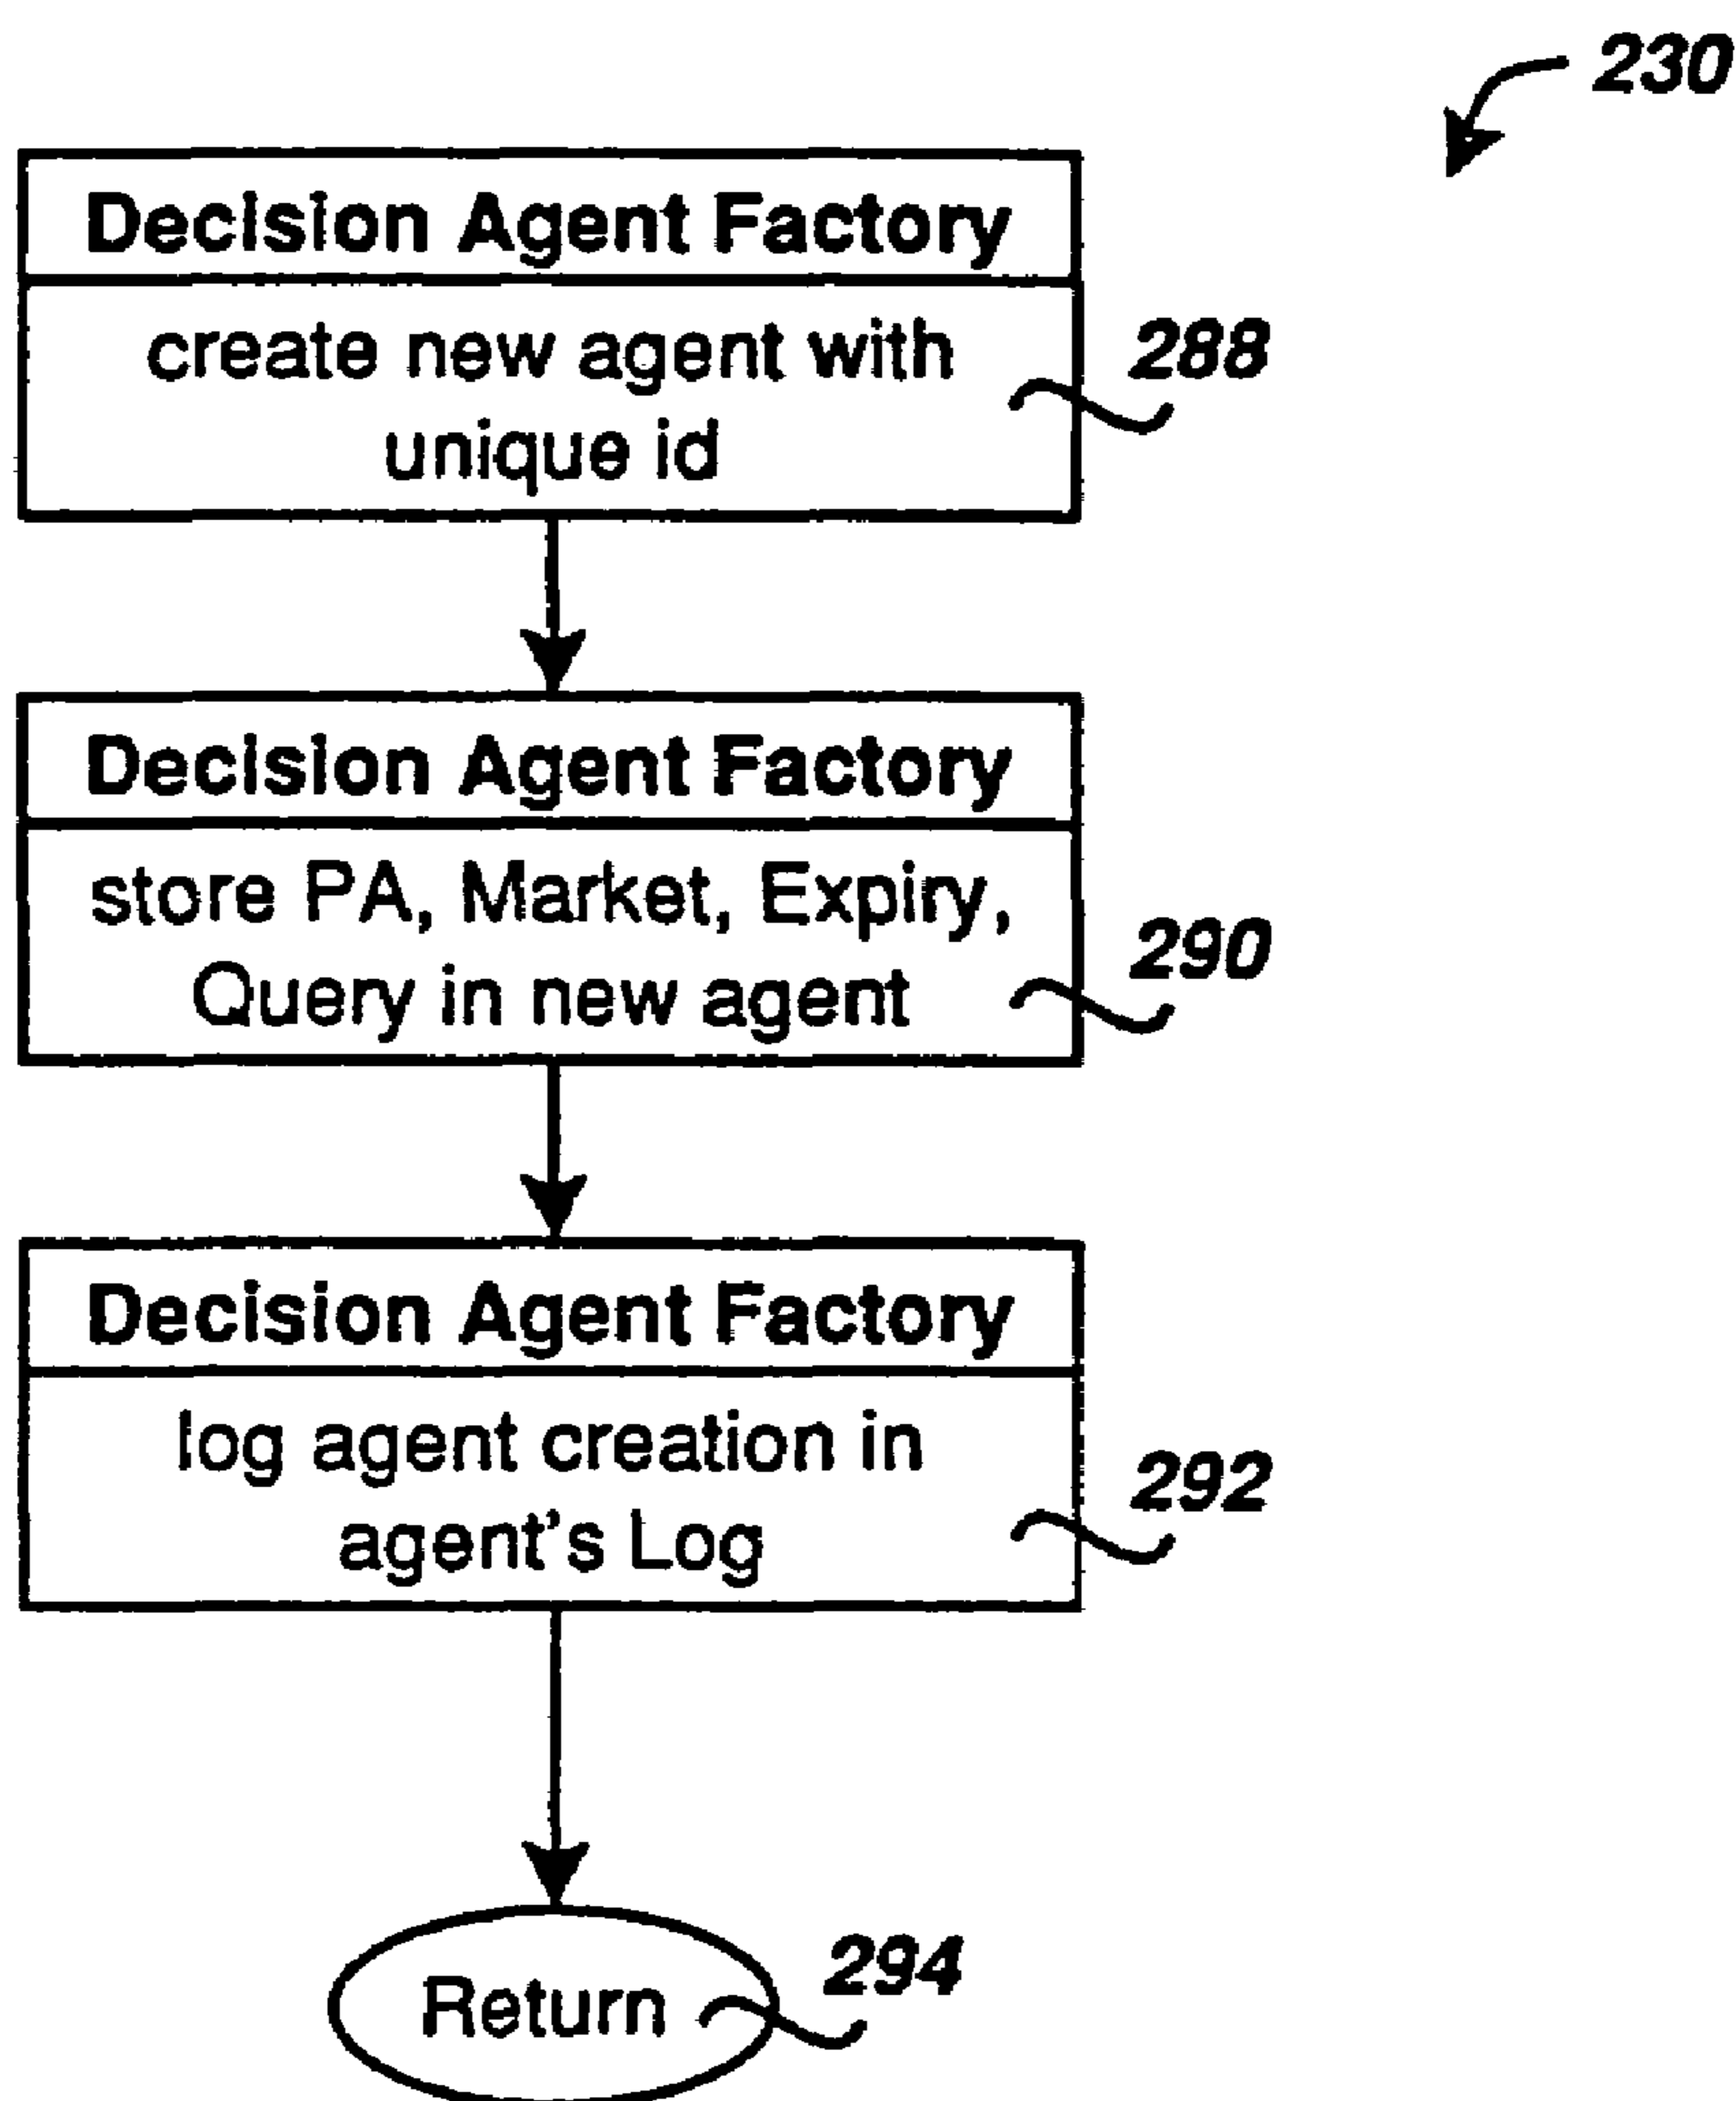 230
Decision Agent Factory
create new agent with
unique id
288
Decision Agent Factory
store PA, Market, Expiry,
Query in new agent
290
Decision Agent Factory
log agent creation in
agent's Log
292
Return
294